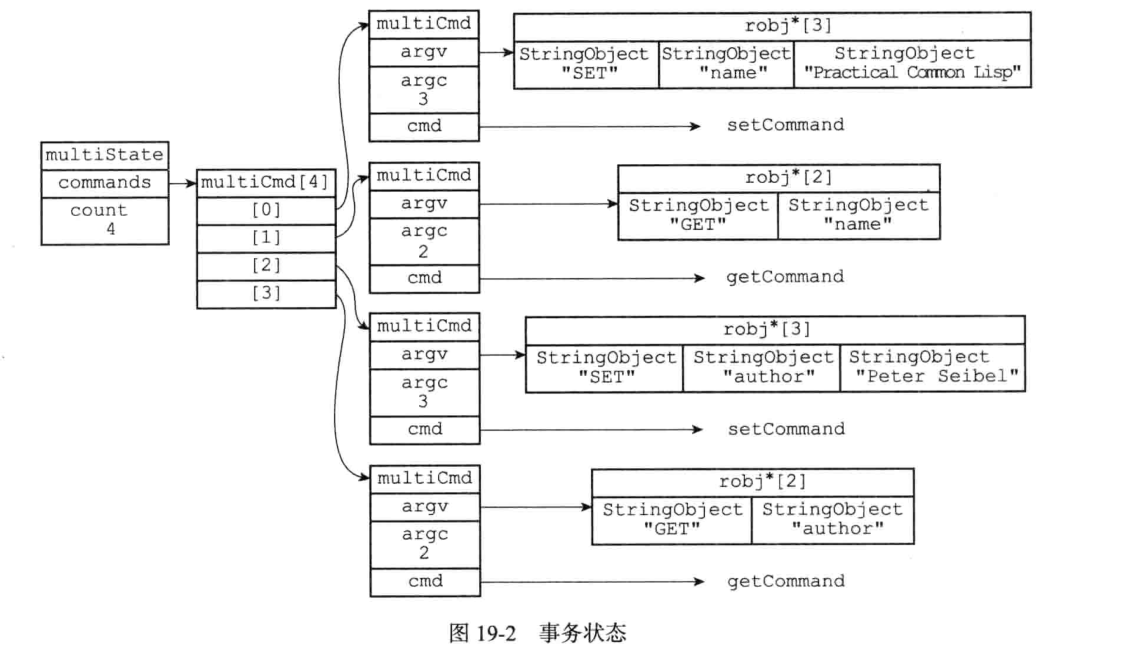 multiState
commands
count
4
multiCmd[4]
[0]
[1]
[2]
[3]
multiCmd
argv
argc
3
cmd
robj*[3]
StringObject "SET"
StringObject "name"
StringObject "Practical Common Lisp"
setCommand
multiCmd
argv
argc
2
cmd
robj*[2]
StringObject "GET"
StringObject "name"
getCommand
multiCmd
argv
argc
3
cmd
robj*[3]
StringObject "SET"
StringObject "author"
StringObject "Peter Seibel"
setCommand
multiCmd
argv
argc
2
cmd
robj*[2]
StringObject "GET"
StringObject "author"
getCommand
图 19-2 事务状态